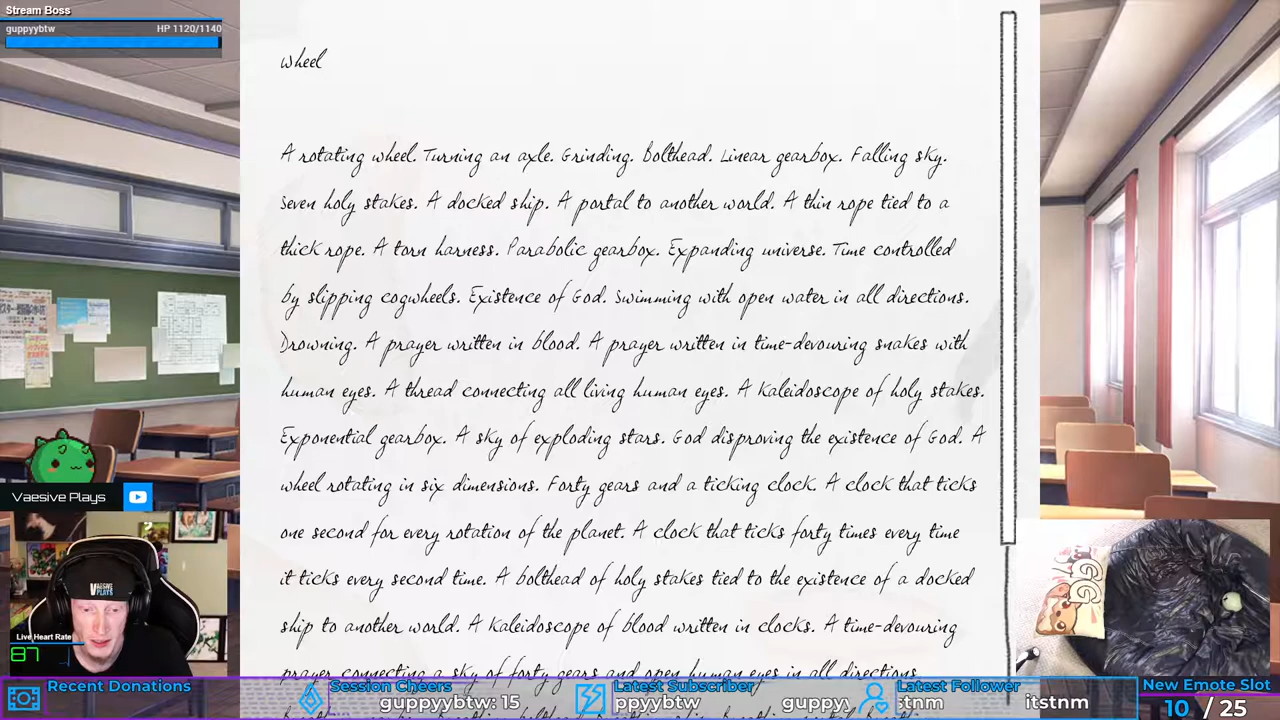 Stream Boss
guppyybtw HP 1120/1140
Wheel
A rotating wheel. Turning an axle. Grinding. Bolthead. Linear gearbox. Falling sky.
Seven holy stakes. A docked ship. A portal to another world. A thin rope tied to a
thick rope. A torn harness. Parabolic gearbox. Expanding universe. Time controlled
by slipping cogwheels. Existence of God. Swimming with open water in all directions.
Drowning. A prayer written in blood. A prayer written in time-devouring snakes with
human eyes. A thread connecting all living human eyes. A kaleidoscope of holy stakes.
Exponential gearbox. A sky of exploding stars. God disproving the existence of God. A
wheel rotating in six dimensions. Forty gears and a ticking clock. A clock that ticks
one second for every rotation of the planet. A clock that ticks forty times every time
it ticks every second time. A bolthead of holy stakes tied to the existence of a docked
ship to another world. A kaleidoscope of blood written in clocks. A time-devouring
prayer connecting a sky of forty gears and open human eyes in all directions.
Vaesive Plays
VAESIVE
PLAYS
Live Heart Rate
87
GG
Recent Donations
Session Cheers
guppyybtw: 15
Latest Subscriber
ppyybtw guppyy
Latest Follower
stnm itstnm
New Emote Slot
10 / 25